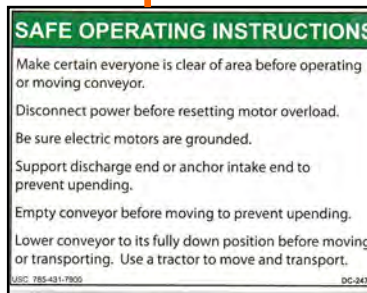 SAFE OPERATING INSTRUCTIONS
Make certain everyone is clear of area before operating
or moving conveyor.
Disconnect power before resetting motor overload.
Be sure electric motors are grounded.
Support discharge end or anchor intake end to
prevent upending.
Empty conveyor before moving to prevent upending.
Lower conveyor to its fully down position before moving
or transporting. Use a tractor to move and transport.
USC 785-431-7900